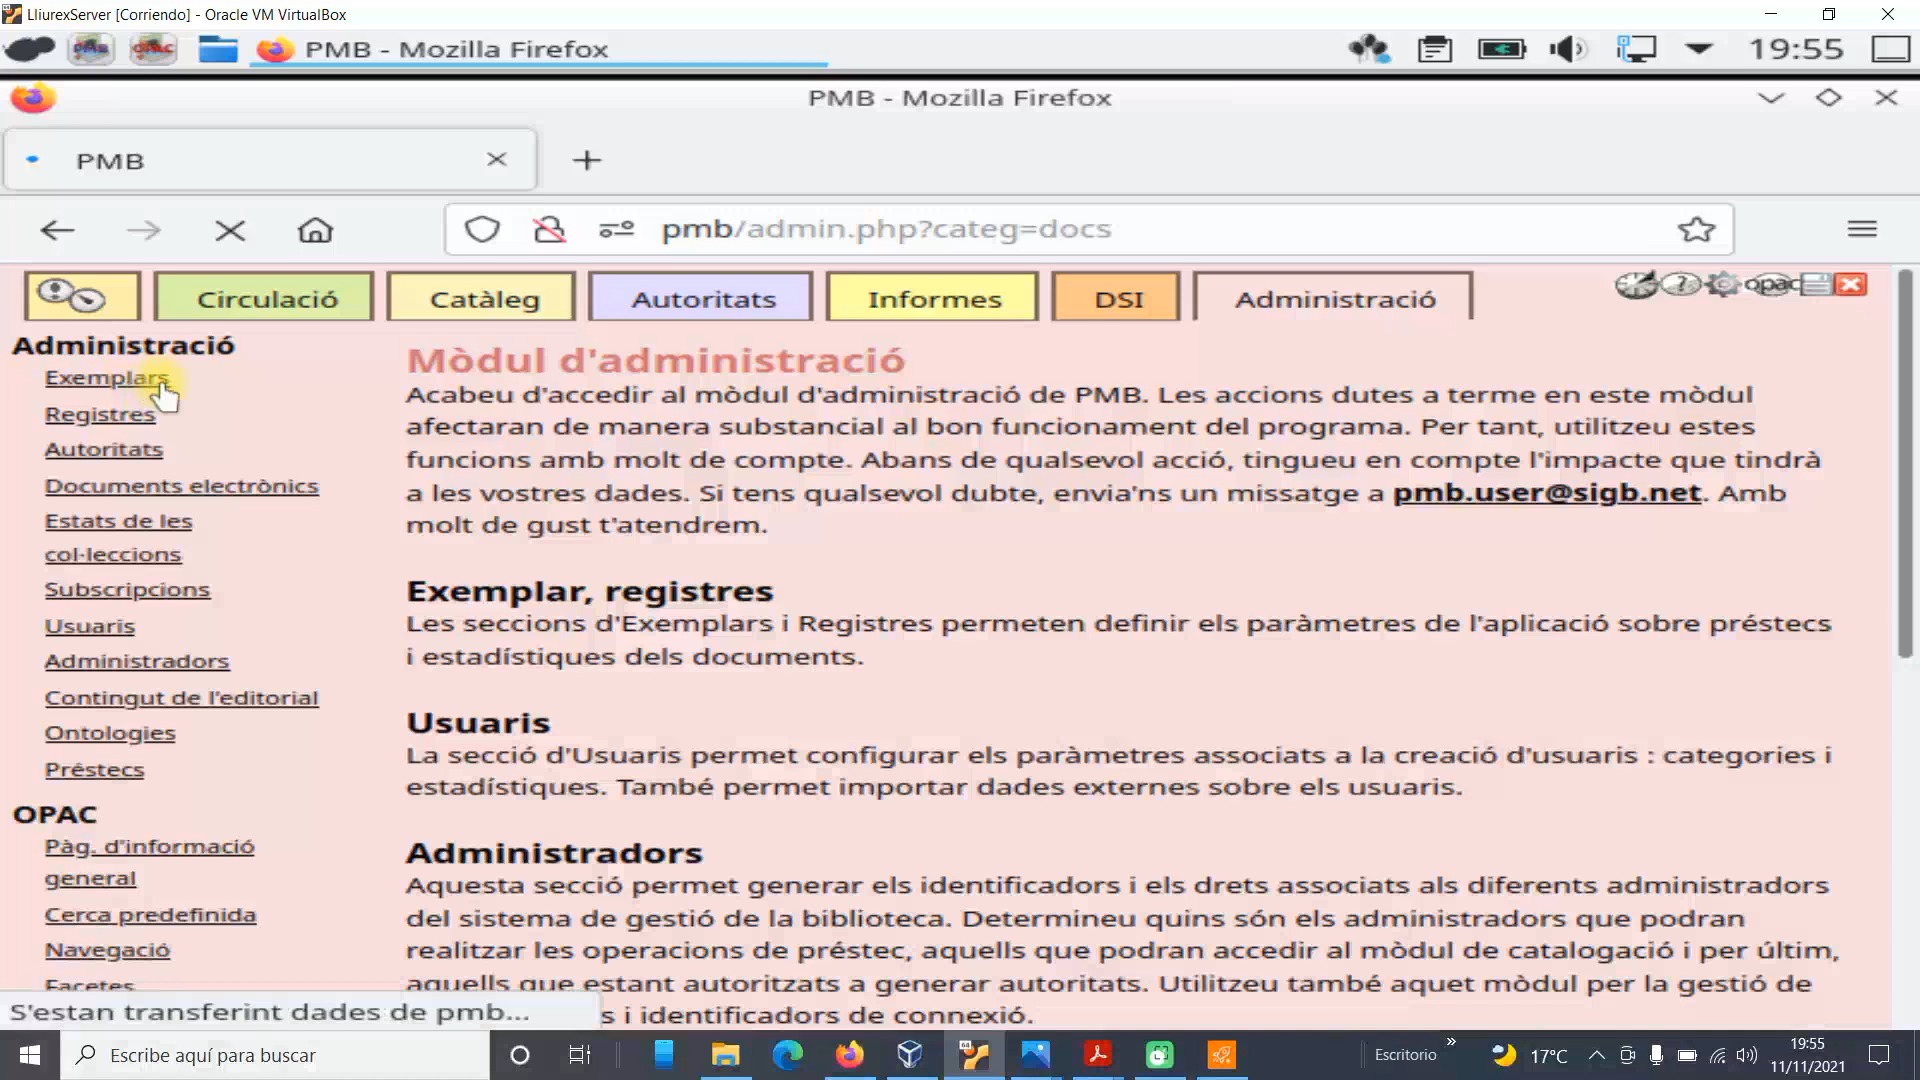 LliurexServer [Corriendo] - Oracle VM VirtualBox
PMB OPAC PMB - Mozilla Firefox 19:55
PMB - Mozilla Firefox
PMB
pmb/admin.php?categ=docs
Circulació Catàleg Autoritats Informes DSI Administració opac
Administració
Exemplars
Registres
Autoritats
Documents electrònics
Estats de les
col·leccions
Subscripcions
Usuaris
Administradors
Contingut de l'editorial
Ontologies
Préstecs
OPAC
Pàg. d'informació
general
Cerca predefinida
Navegació
Facetes
Mòdul d'administració
Acabeu d'accedir al mòdul d'administració de PMB. Les accions dutes a terme en este mòdul
afectaran de manera substancial al bon funcionament del programa. Per tant, utilitzeu estes
funcions amb molt de compte. Abans de qualsevol acció, tingueu en compte l'impacte que tindrà
a les vostres dades. Si tens qualsevol dubte, envia'ns un missatge a pmb.user@sigb.net. Amb
molt de gust t'atendrem.
Exemplar, registres
Les seccions d'Exemplars i Registres permeten definir els paràmetres de l'aplicació sobre préstecs
i estadístiques dels documents.
Usuaris
La secció d'Usuaris permet configurar els paràmetres associats a la creació d'usuaris : categories i
estadístiques. També permet importar dades externes sobre els usuaris.
Administradors
Aquesta secció permet generar els identificadors i els drets associats als diferents administradors
del sistema de gestió de la biblioteca. Determineu quins són els administradors que podran
realitzar les operacions de préstec, aquells que podran accedir al mòdul de catalogació i per últim,
aquells que estant autoritzats a generar autoritats. Utilitzeu també aquet mòdul per la gestió de
s i identificadors de connexió.
S'estan transferint dades de pmb...
Escribe aquí para buscar
Escritorio
17°C
19:55
11/11/2021